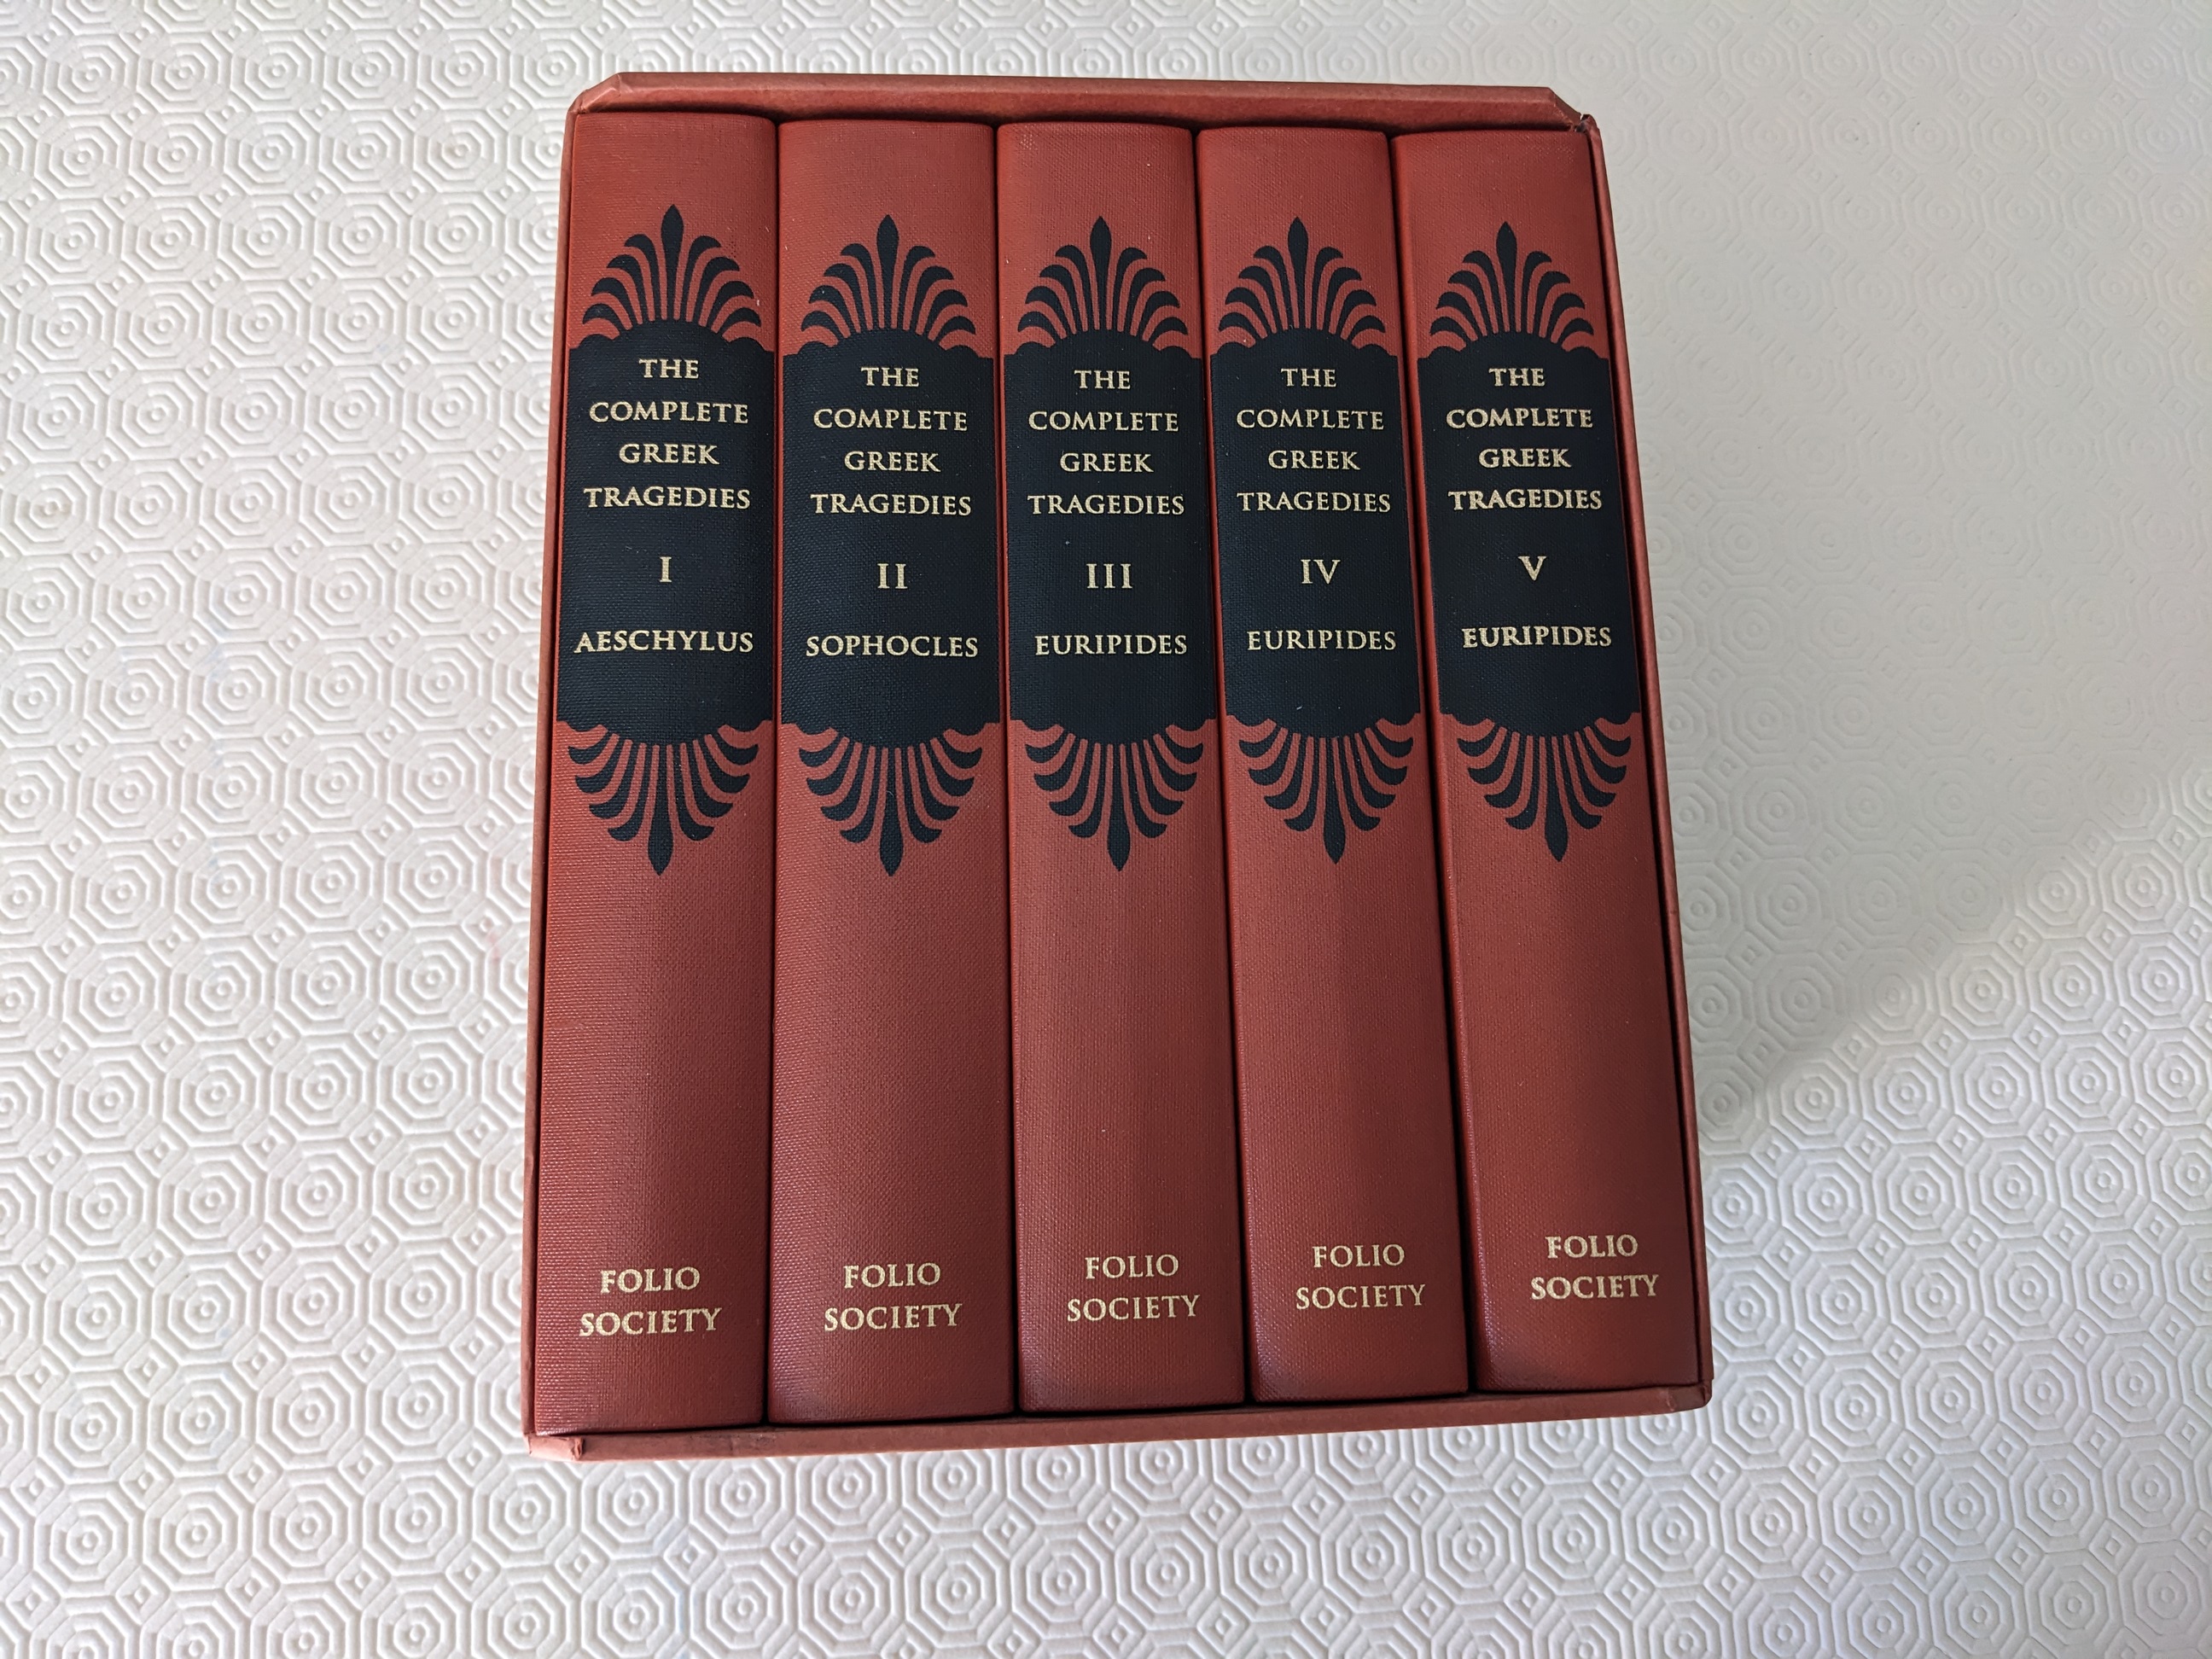 THE
COMPLETE
GREEK
TRAGEDIES
I
AESCHYLUS
FOLIO
SOCIETY
THE
COMPLETE
GREEK
TRAGEDIES
II
SOPHOCLES
FOLIO
SOCIETY
THE
COMPLETE
GREEK
TRAGEDIES
III
EURIPIDES
FOLIO
SOCIETY
THE
COMPLETE
GREEK
TRAGEDIES
IV
EURIPIDES
FOLIO
SOCIETY
THE
COMPLETE
GREEK
TRAGEDIES
V
EURIPIDES
FOLIO
SOCIETY